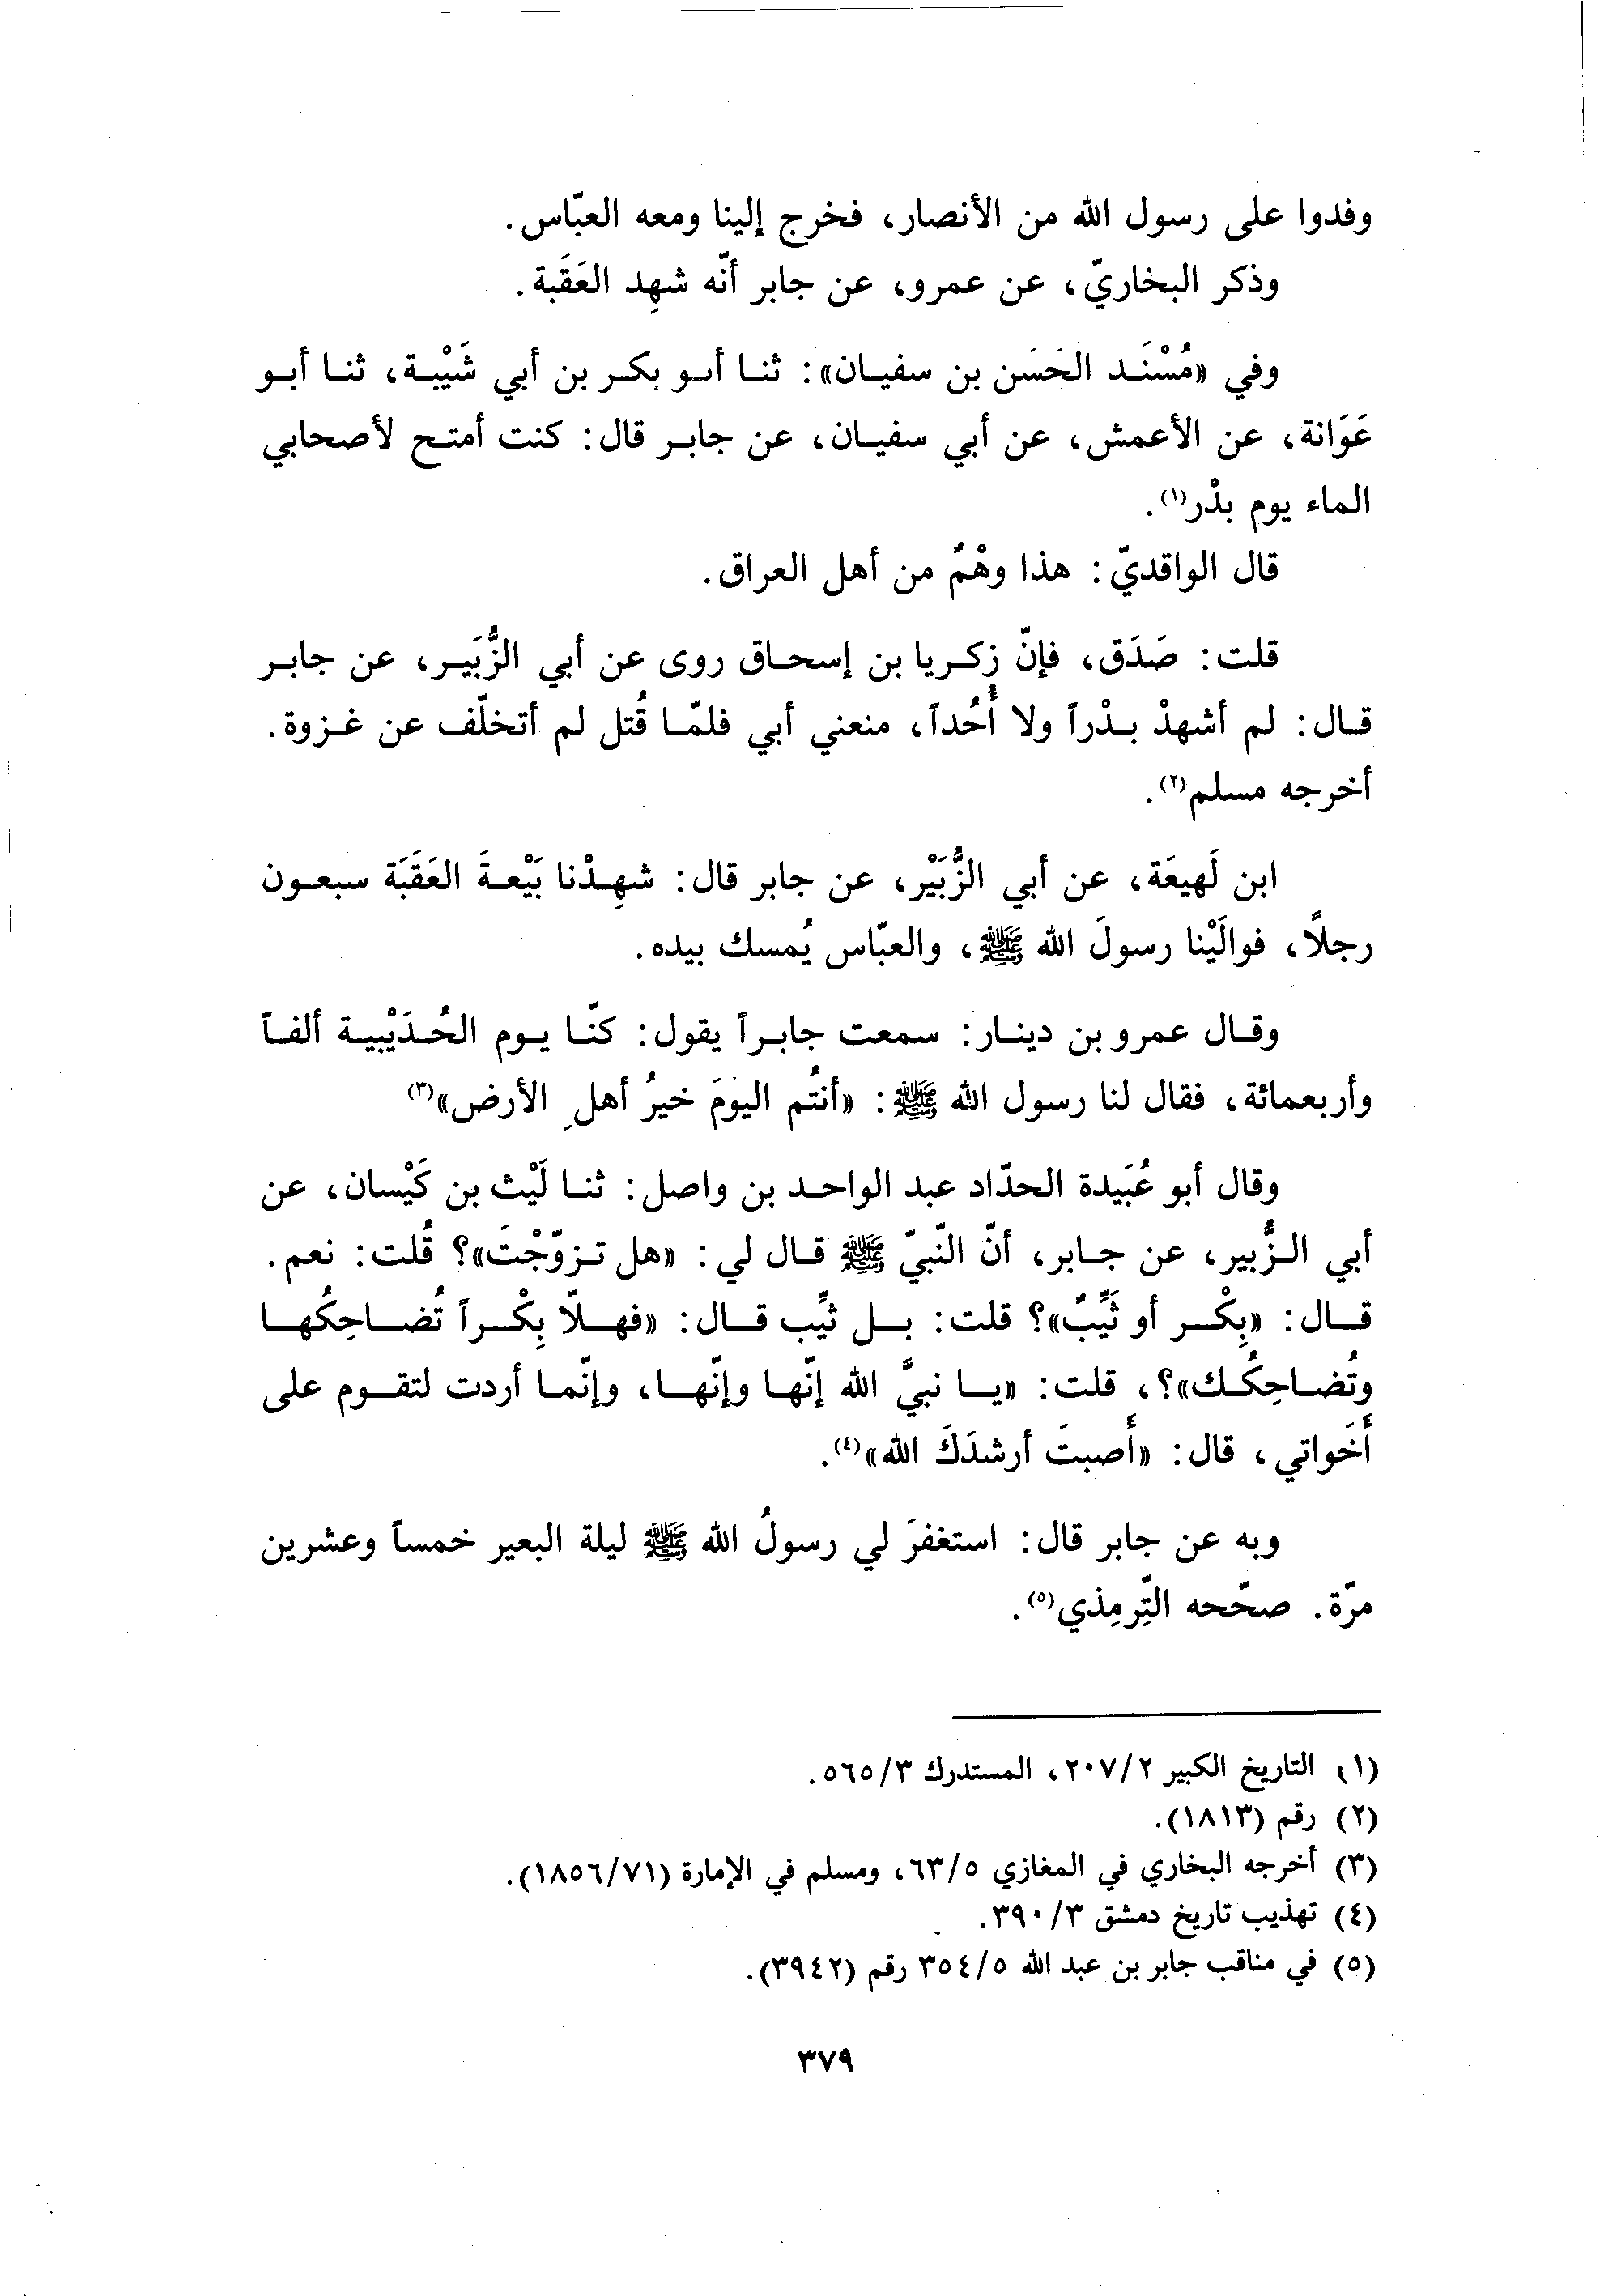 وفدوا على رسول الله من الأنصار، فخرج إلينا ومعه العبّاس.
وذكر البخاريّ، عن عمرو، عن جابر أنّه شهِد العَقَبة.
وفي «مُسْنَد الحَسَن بن سفيان»: ثنا أبو بكر بن أبي شَيْبة، ثنا أبو
عَوَانة، عن الأعمش، عن أبي سفيان، عن جابر قال: كنت أمتح لأصحابي
الماء يوم بدْر(١).
قال الواقديّ: هذا وهْمٌ من أهل العراق.
قلت: صَدَق، فإنّ زكريا بن إسحاق روى عن أبي الزُّبَير، عن جابر
قال: لم أشهدْ بدْراً ولا أُحُداً، منعني أبي فلمّا قُتل لم أتخلّف عن غزوة.
أخرجه مسلم(٢).
ابن لَهيعَة، عن أبي الزُّبَيْر، عن جابر قال: شهِدْنا بَيْعةَ العَقَبَة سبعون
رجلاً، فوالَيْنا رسولَ الله ﷺ، والعبّاس يُمسك بيده.
وقال عمرو بن دينار: سمعت جابراً يقول: كنّا يوم الحُدَيْبية ألفاً
وأربعمائة، فقال لنا رسول الله ﷺ: «أنتُم اليومَ خيرُ أهلِ الأرض»(٣)
وقال أبو عُبَيدة الحدّاد عبد الواحد بن واصل: ثنا لَيْث بن كَيْسان، عن
أبي الزُّبير، عن جابر، أنّ النّبيّ ﷺ قال لي: «هل تزوّجْتَ»؟ قُلت: نعم.
قال: «بِكْر أو ثَيِّبٌ»؟ قلت: بل ثيِّب قال: «فهلّا بِكْراً تُضاحِكُها
وتُضاحِكُك»؟، قلت: «يا نبيَّ الله إنّها وإنّها، وإنّما أردت لتقوم على
أَخَواتي، قال: «أَصبتَ أرشدَكَ الله»(٤).
وبه عن جابر قال: استغفرَ لي رسولُ الله ﷺ ليلة البعير خمساً وعشرين
مرّة. صحّحه التِّرمِذي(٥).
(١) التاريخ الكبير ٢٠٧/٢، المستدرك ٥٦٥/٣.
(٢) رقم (١٨١٣).
(٣) أخرجه البخاري في المغازي ٦٣/٥، ومسلم في الإمارة (١٨٥٦/٧١).
(٤) تهذيب تاريخ دمشق ٣٩٠/٣.
(٥) في مناقب جابر بن عبد الله ٣٥٤/٥ رقم (٣٩٤٢).
٣٧٩